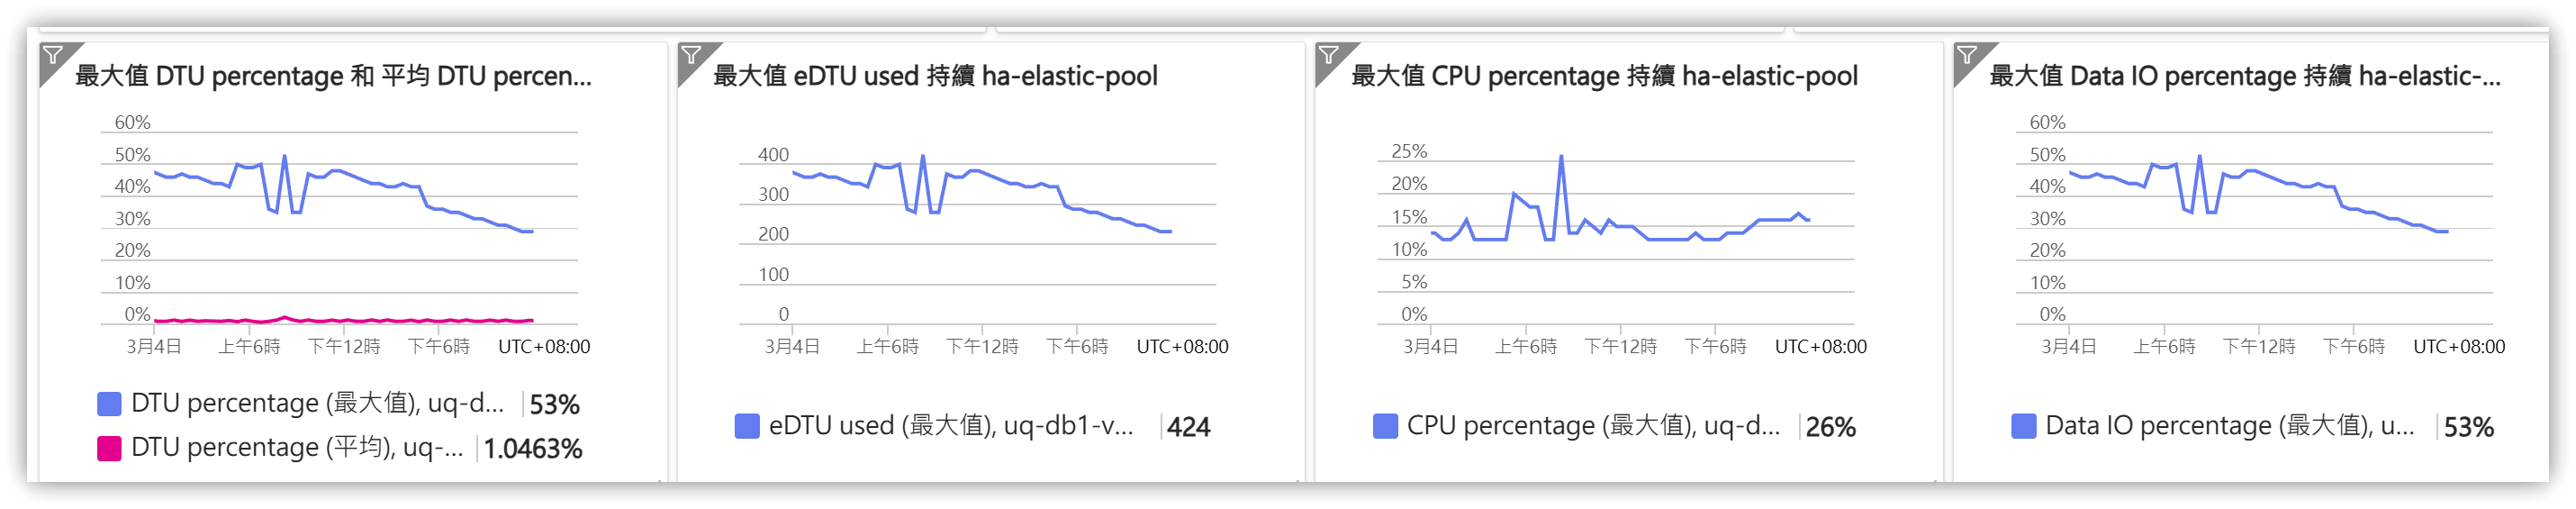 最大值 DTU percentage 和 平均 DTU percen...
60%
50%
40%
30%
20%
10%
0%
3月4日 上午6時 下午12時 下午6時 UTC+08:00
DTU percentage (最大值), uq-d... 53%
DTU percentage (平均), uq-... 1.0463%
最大值 eDTU used 持續 ha-elastic-pool
400
300
200
100
0
3月4日 上午6時 下午12時 下午6時 UTC+08:00
eDTU used (最大值), uq-db1-v... 424
最大值 CPU percentage 持續 ha-elastic-pool
25%
20%
15%
10%
5%
0%
3月4日 上午6時 下午12時 下午6時 UTC+08:00
CPU percentage (最大值), uq-d... 26%
最大值 Data IO percentage 持續 ha-elastic-...
60%
50%
40%
30%
20%
10%
0%
3月4日 上午6時 下午12時 下午6時 UTC+08:00
Data IO percentage (最大值), u... 53%